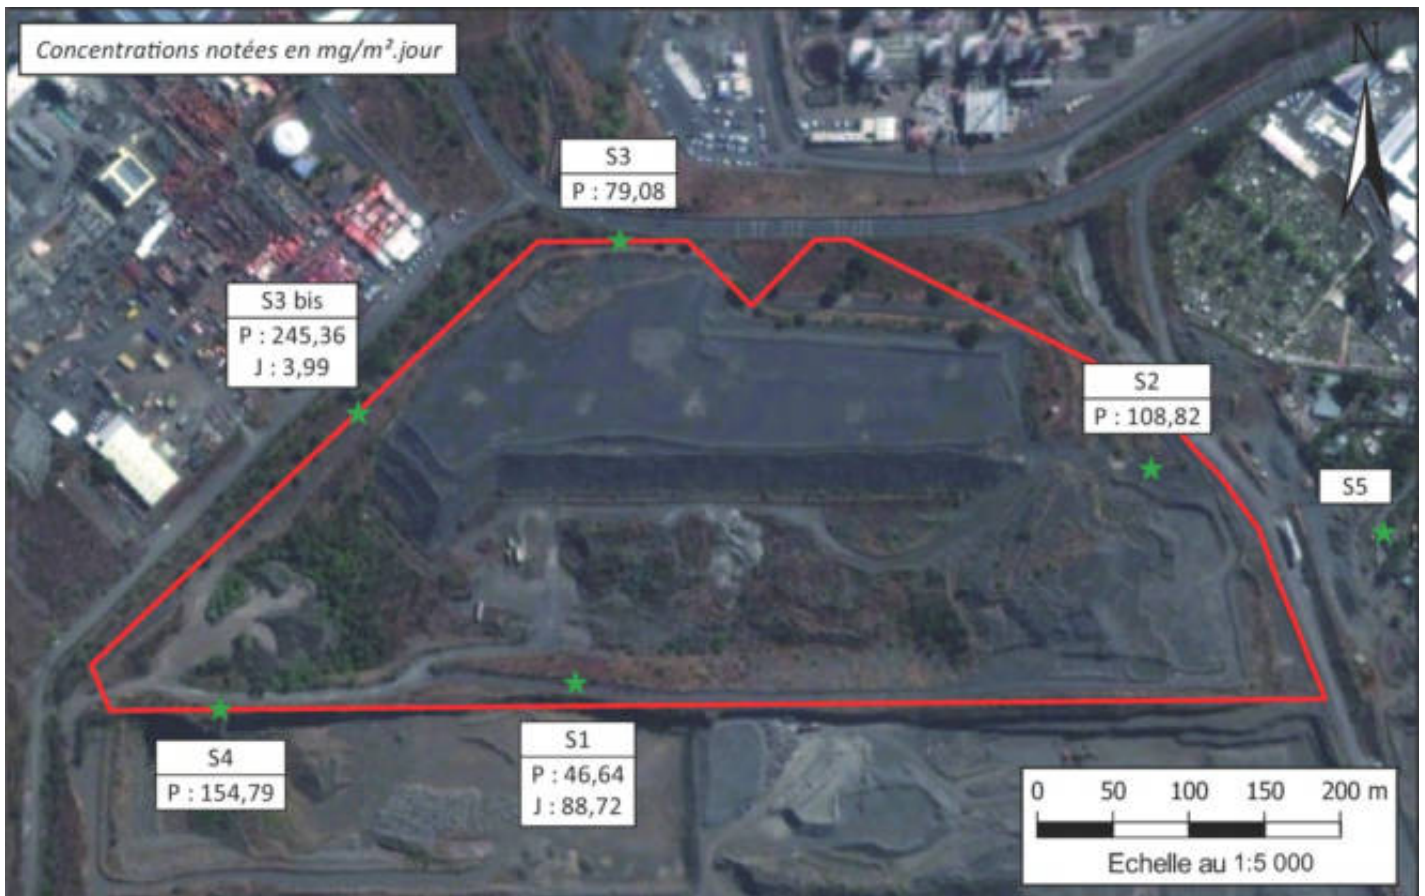 Concentrations notées en mg/m².jour
N
S3
P : 79,08
S3 bis
P : 245,36
J : 3,99
S2
P : 108,82
S5
S4
P : 154,79
S1
P : 46,64
J : 88,72
0 50 100 150 200 m
Echelle au 1:5 000